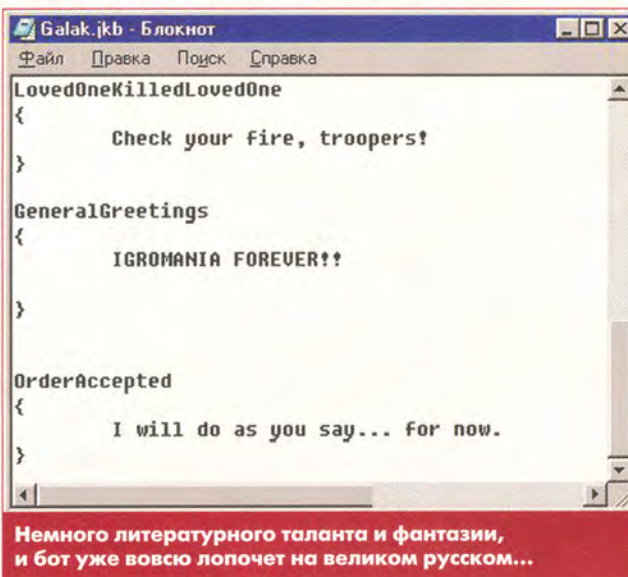 Galak.jkb - Блокнот
Файл Правка Поиск Справка
LovedOneKilledLovedOne
{
Check your fire, troopers!
}
GeneralGreetings
{
IGROMANIA FOREVER!!
}
OrderAccepted
{
I will do as you say... for now.
}
Немного литературного таланта и фантазии,
и бот уже вовсю лопочет на великом русском...